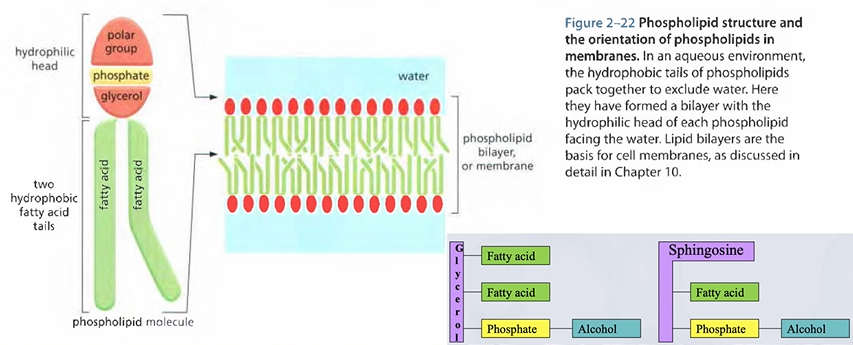 hydrophilic
head
polar
group
phosphate
glycerol
two
hydrophobic
fatty acid
tails
fatty acid
fatty acid
phospholipid molecule
water
phospholipid
bilayer,
or membrane
Figure 2–22 Phospholipid structure and
the orientation of phospholipids in
membranes. In an aqueous environment,
the hydrophobic tails of phospholipids
pack together to exclude water. Here
they have formed a bilayer with the
hydrophilic head of each phospholipid
facing the water. Lipid bilayers are the
basis for cell membranes, as discussed in
detail in Chapter 10.
Glycerol
Fatty acid
Fatty acid
Phosphate
Alcohol
Sphingosine
Fatty acid
Phosphate
Alcohol